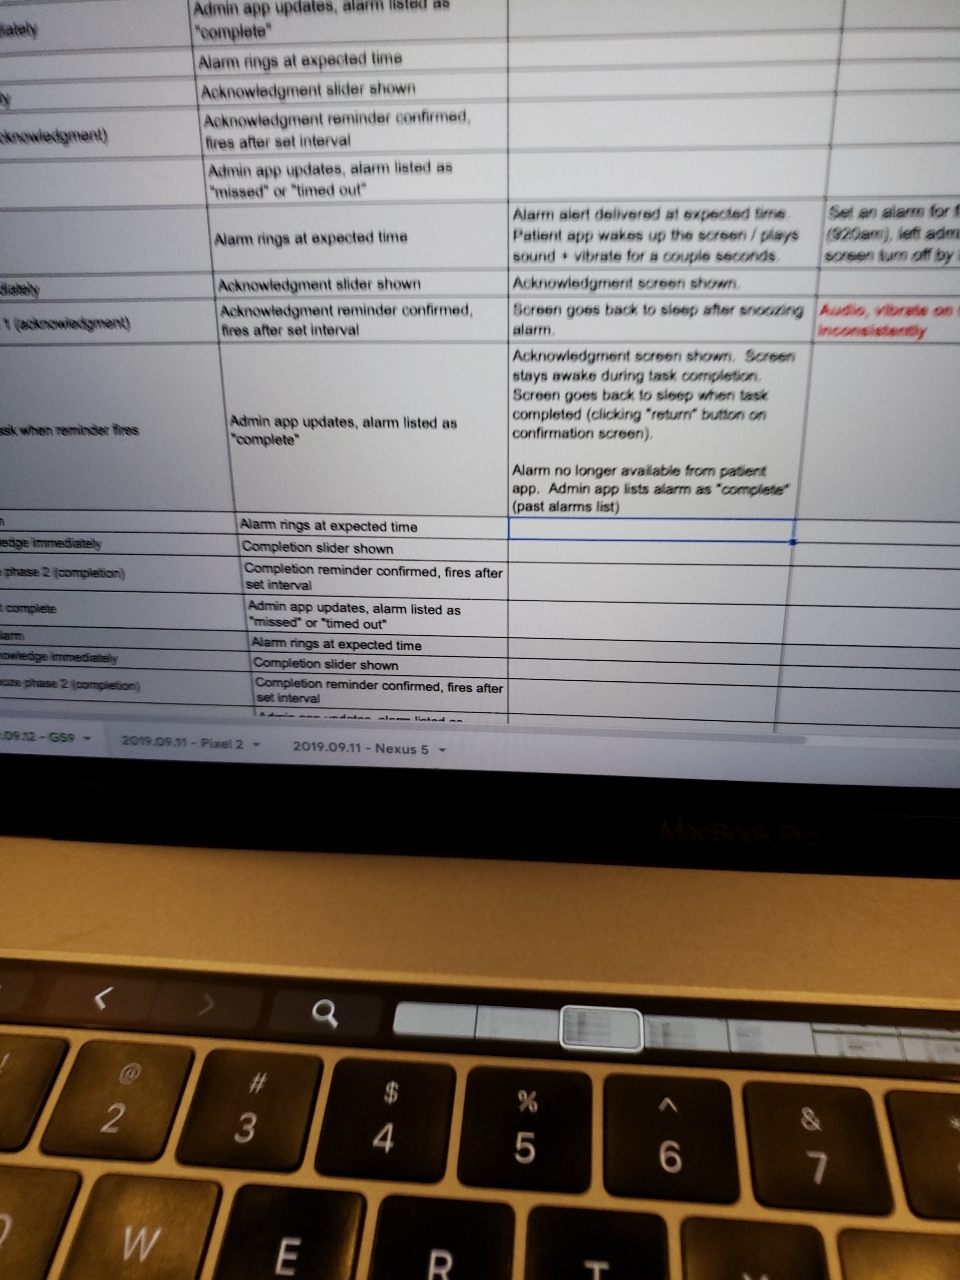 iately
Admin app updates, alarm listed as
"complete"
Alarm rings at expected time
Acknowledgment slider shown
cknowledgment)
Acknowledgment reminder confirmed,
fires after set interval
Admin app updates, alarm listed as
"missed" or "timed out"
Alarm rings at expected time
Alarm alert delivered at expected time.
Patient app wakes up the screen / plays
sound + vibrate for a couple seconds.
Set an alarm for f
(920am), left adm
screen turn off by
diately
Acknowledgment slider shown
Acknowledgment screen shown.
1 (acknowledgment)
Acknowledgment reminder confirmed,
fires after set interval
Screen goes back to sleep after snoozing
alarm.
Audio, vibrate on
inconsistently
ask when reminder fires
Admin app updates, alarm listed as
"complete"
Acknowledgment screen shown. Screen
stays awake during task completion.
Screen goes back to sleep when task
completed (clicking "return" button on
confirmation screen).
Alarm no longer available from patient
app. Admin app lists alarm as "complete"
(past alarms list)
Alarm rings at expected time
edge immediately
Completion slider shown
phase 2 (completion)
Completion reminder confirmed, fires after
set interval
t complete
Admin app updates, alarm listed as
"missed" or "timed out"
larm
Alarm rings at expected time
nowledge immediately
Completion slider shown
ooze phase 2 (completion)
Completion reminder confirmed, fires after
set interval
Admin app updates, alarm listed as
.09.12 - GS9
2019.09.11 - Pixel 2
2019.09.11 - Nexus 5
MacBook Pro
@ # $ % ^ &
2 3 4 5 6 7
W E R T